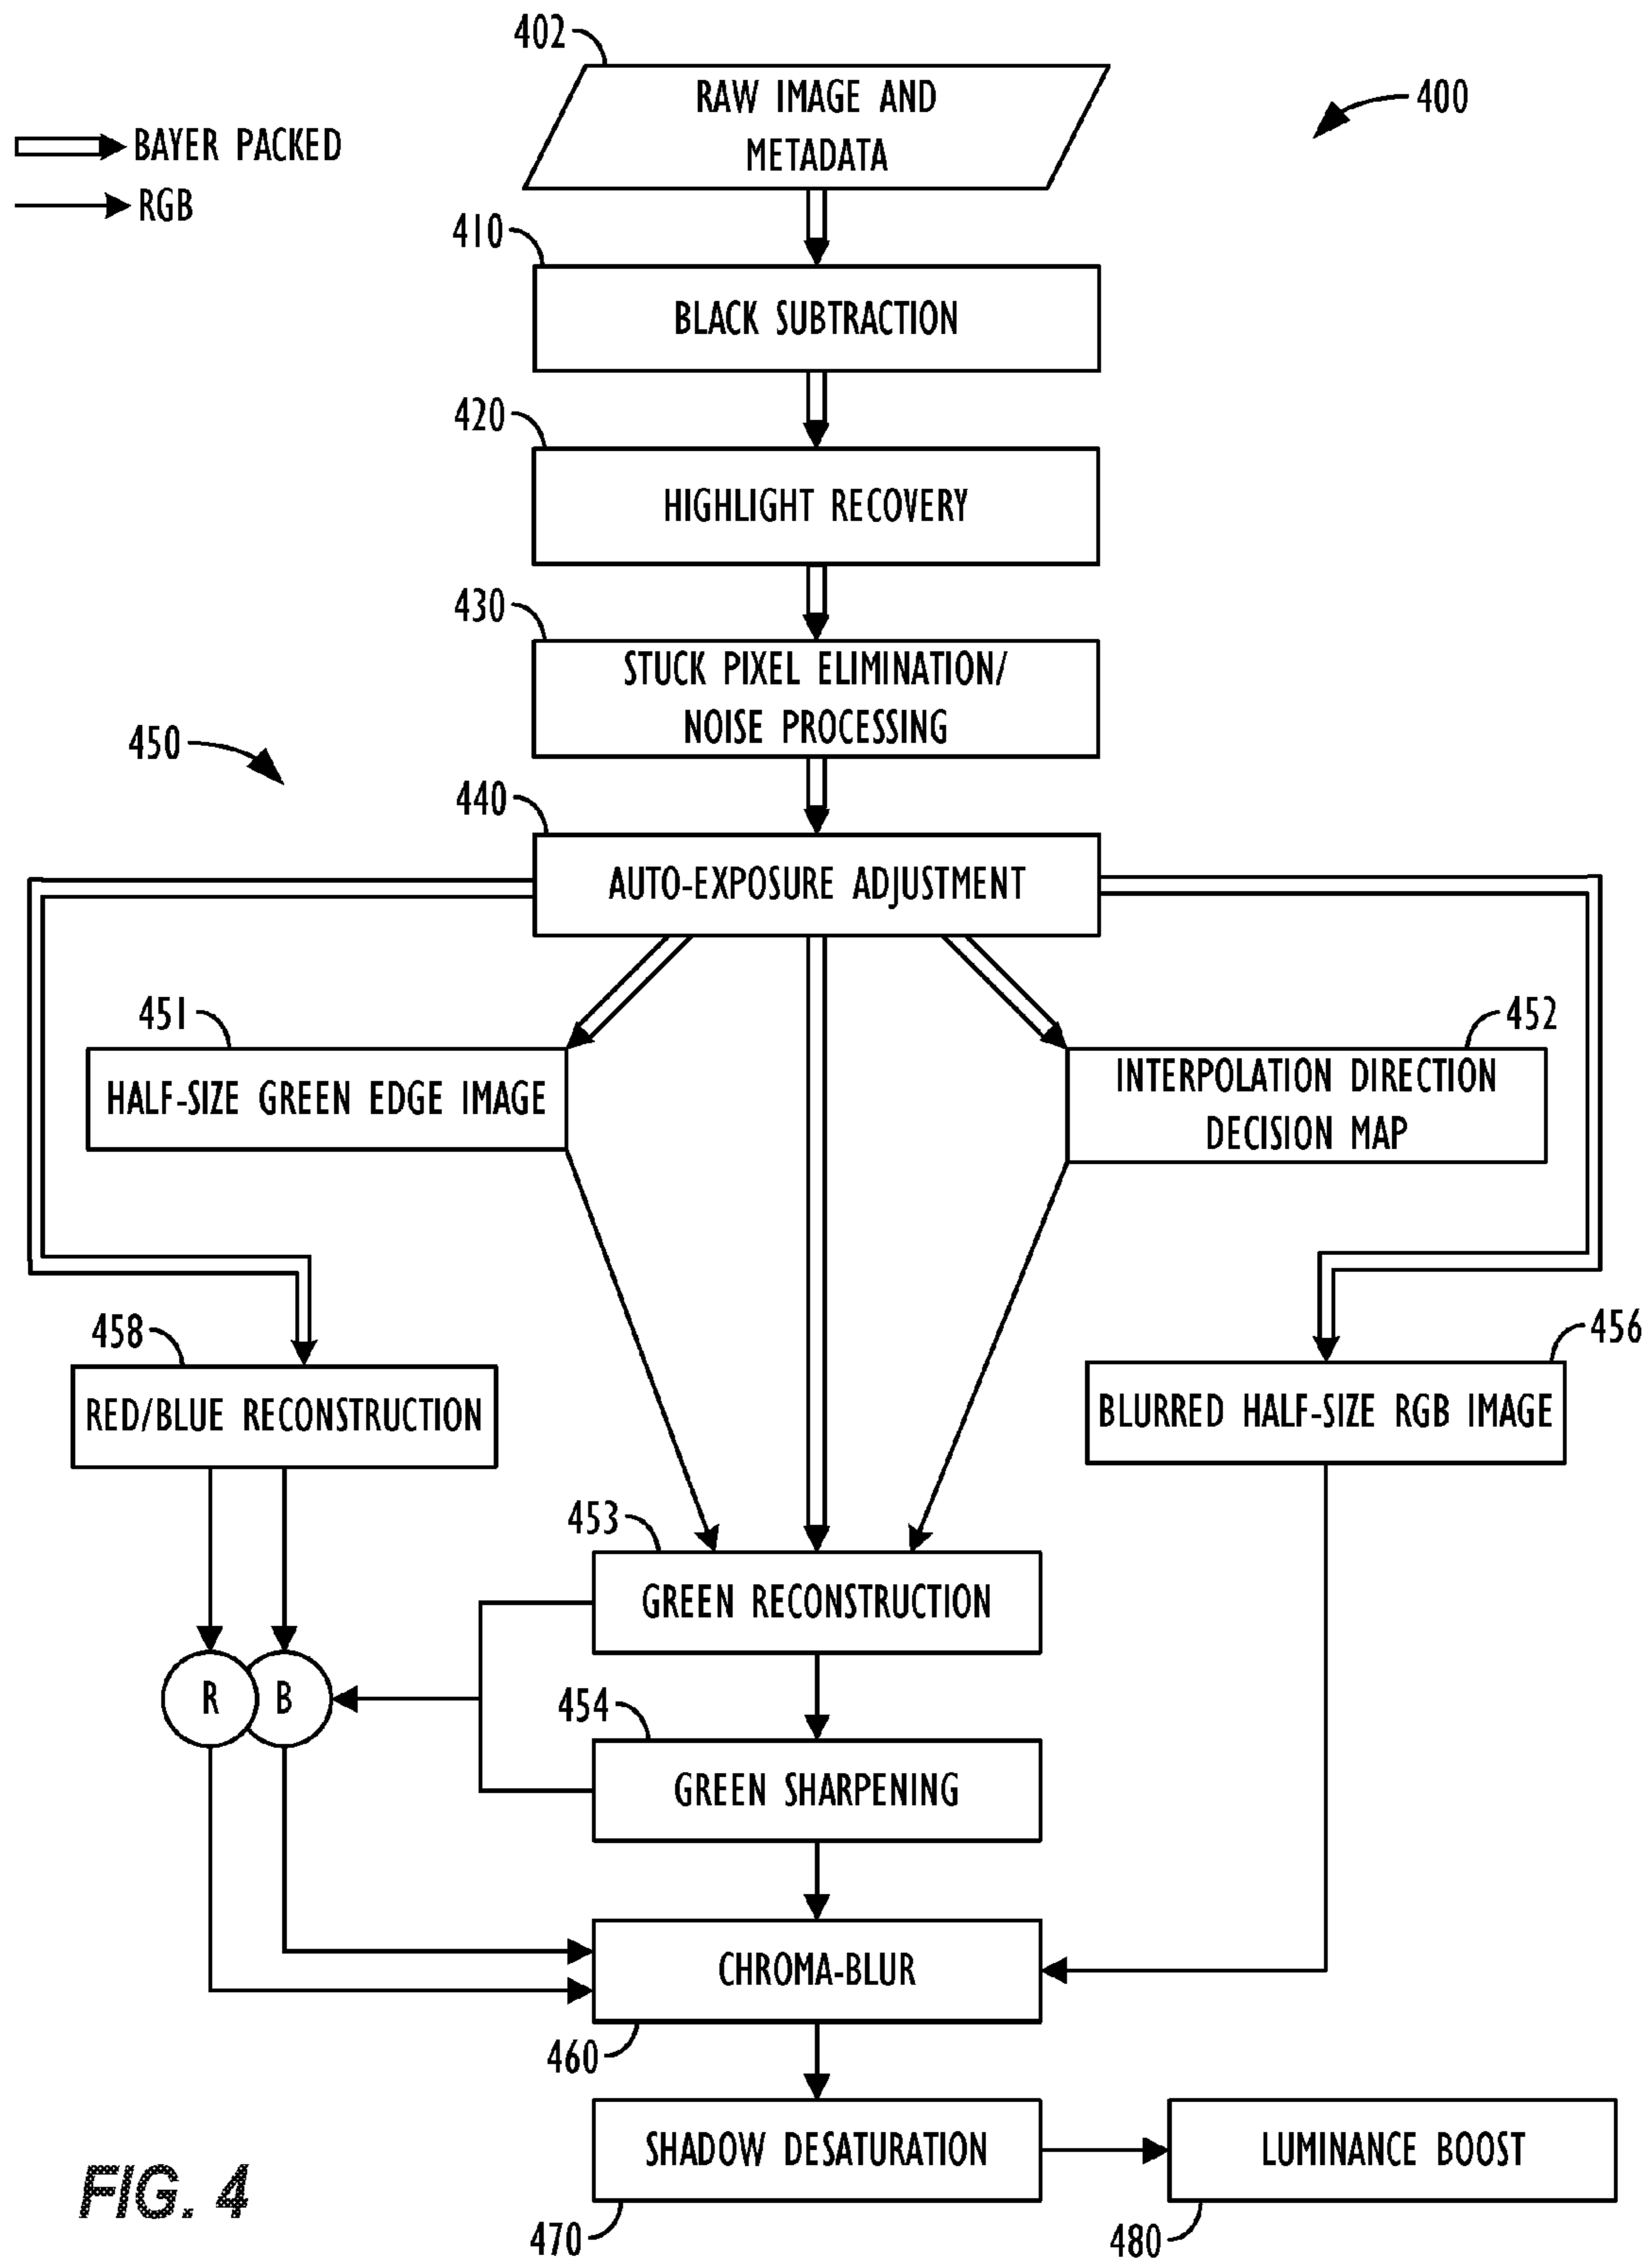 402
RAW IMAGE AND
METADATA
400
BAYER PACKED
RGB
410
BLACK SUBTRACTION
420
HIGHLIGHT RECOVERY
430
STUCK PIXEL ELIMINATION/
NOISE PROCESSING
450
440
AUTO-EXPOSURE ADJUSTMENT
451
HALF-SIZE GREEN EDGE IMAGE
452
INTERPOLATION DIRECTION
DECISION MAP
458
RED/BLUE RECONSTRUCTION
456
BLURRED HALF-SIZE RGB IMAGE
453
GREEN RECONSTRUCTION
R
B
454
GREEN SHARPENING
CHROMA-BLUR
460
SHADOW DESATURATION
LUMINANCE BOOST
470
480
FIG. 4